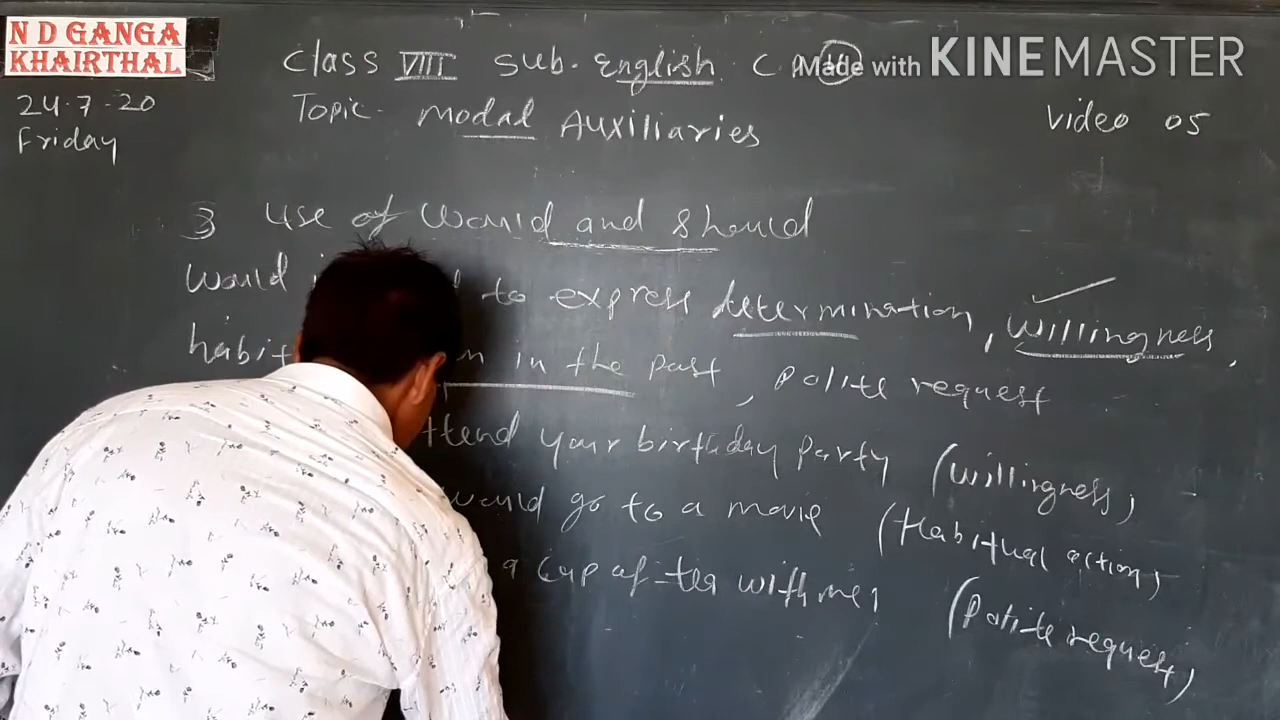 N D GANGA
KHAIRTHAL
Made with KINEMASTER
24.7.20
Friday
Class VIII Sub. English C
Topic - Modal Auxiliaries
Video 05
3 Use of Would and Should
Would to express determination, Willingness,
habit in the past, Polite request
ttend your birthday party (Willingness)
would go to a movie (Habitual action)
a cup of tea with me (Polite request)